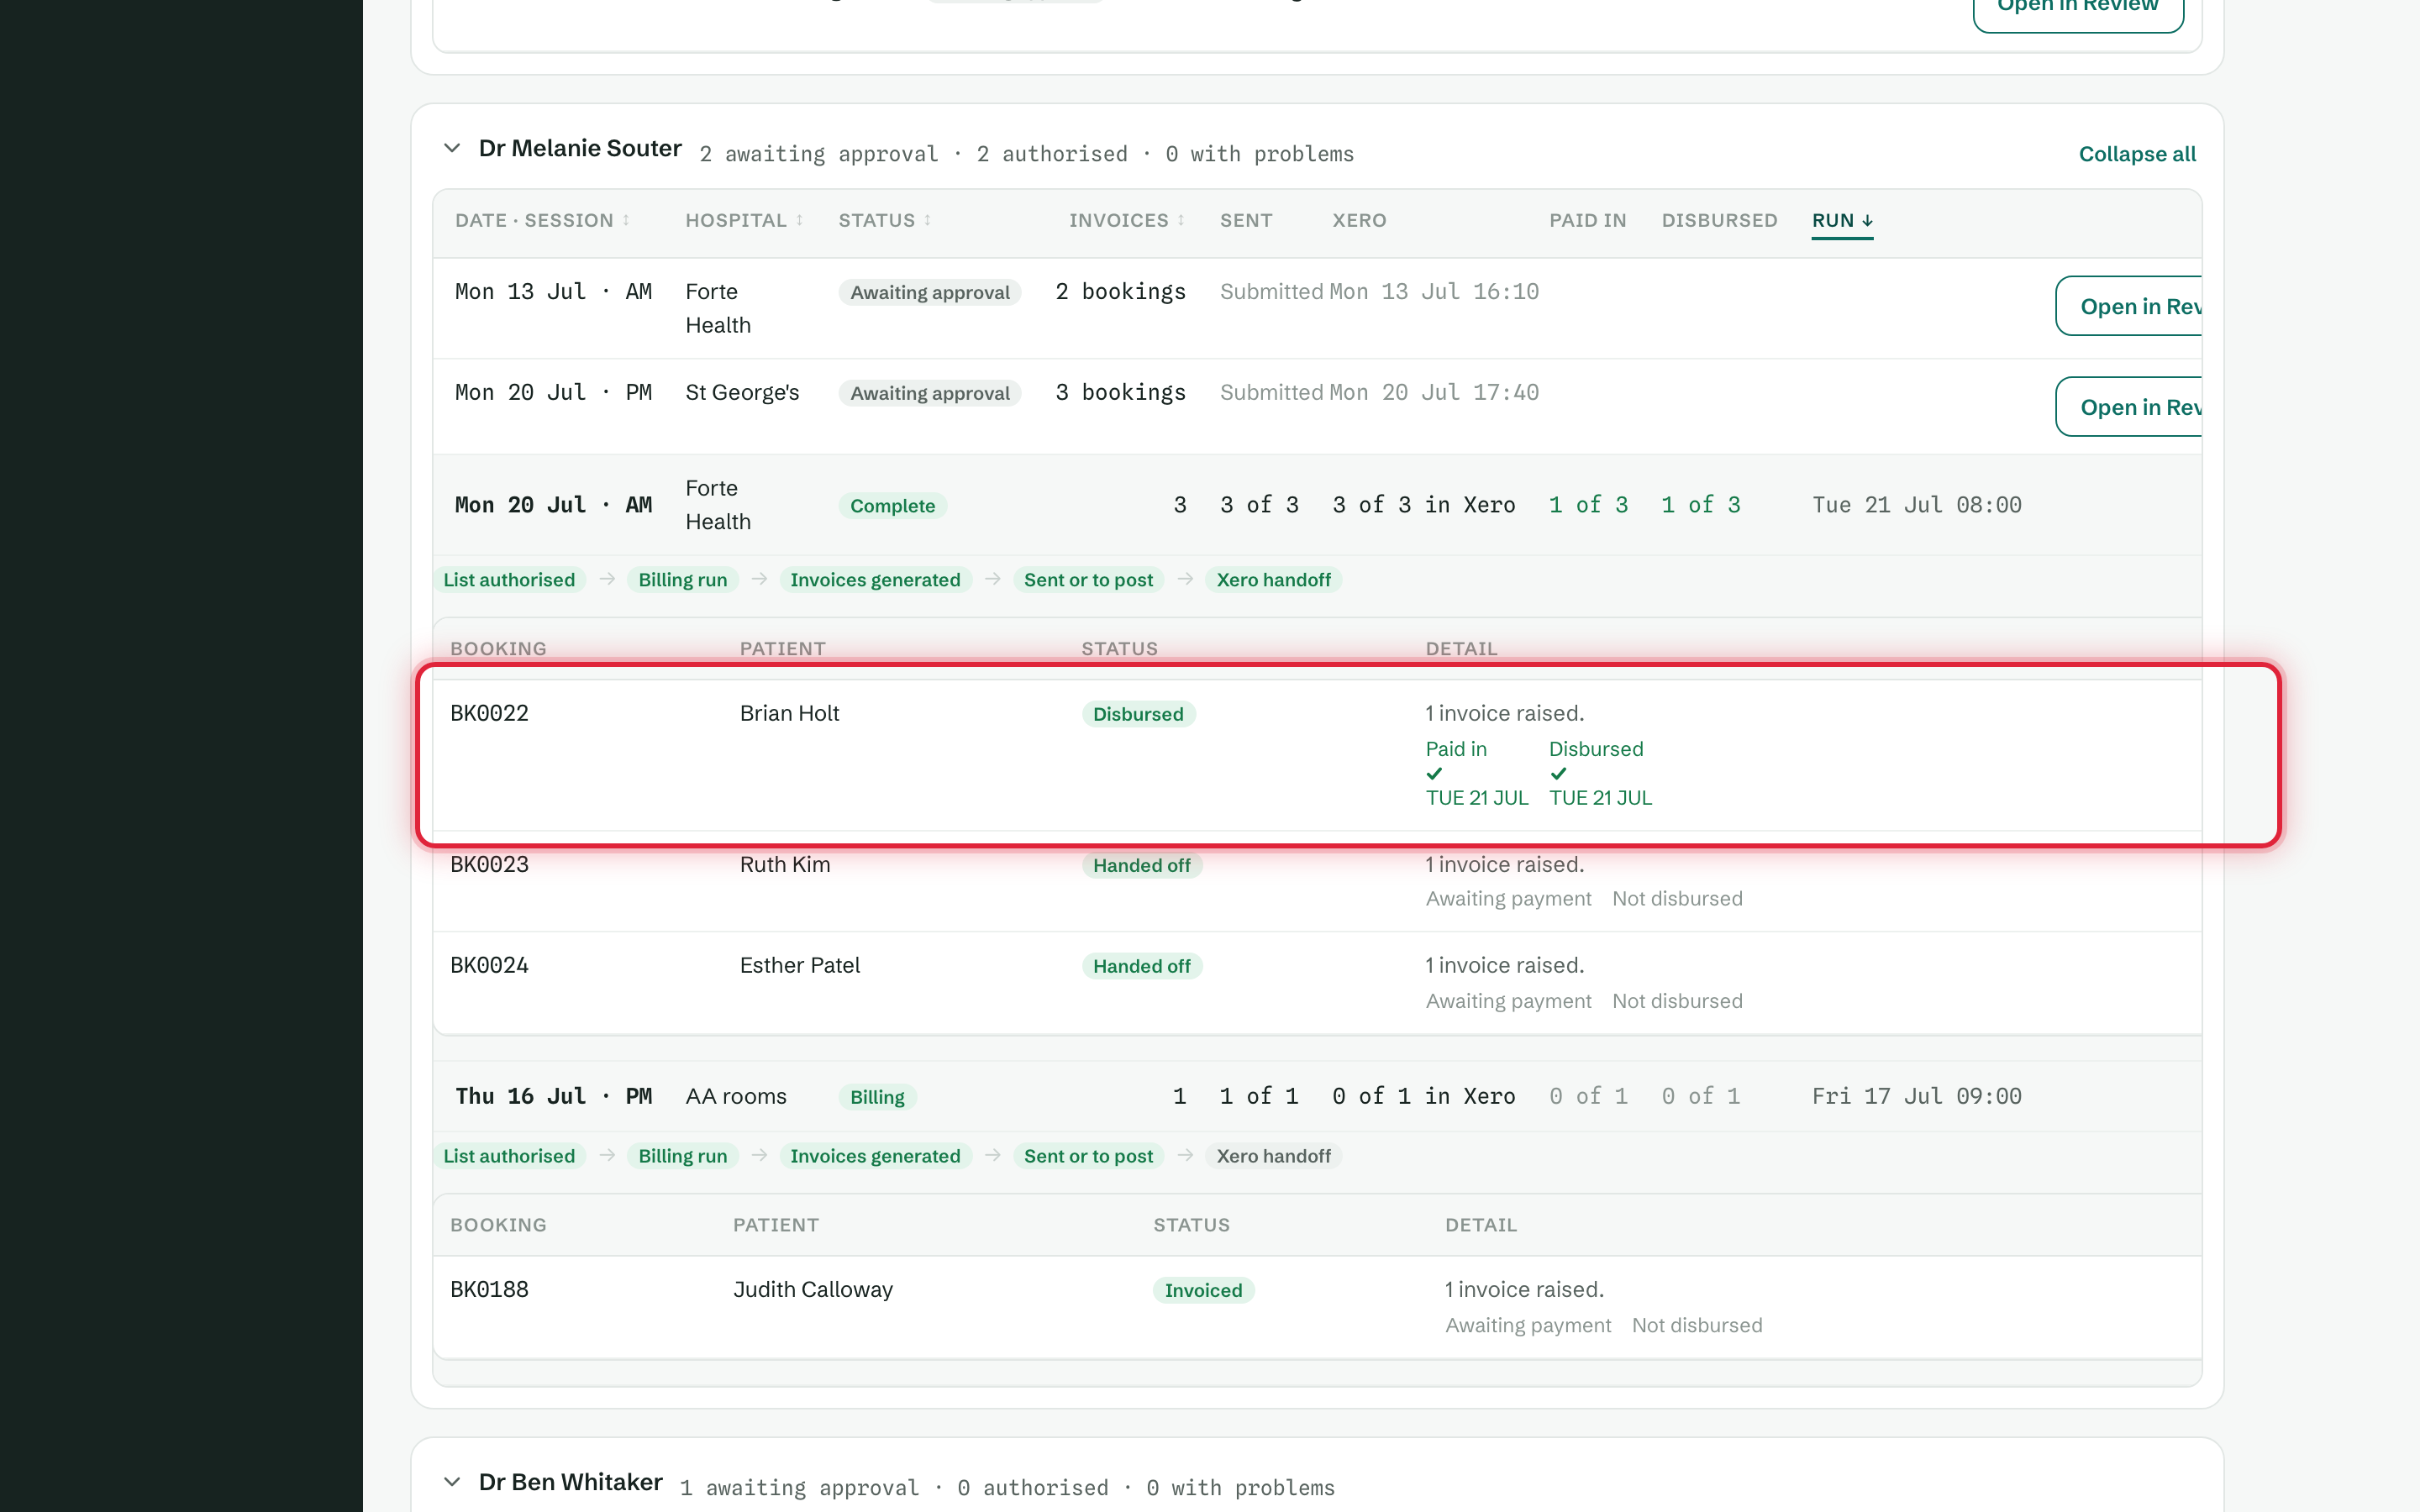 Open in Review
Dr Melanie Souter 2 awaiting approval · 2 authorised · 0 with problems Collapse all
DATE · SESSION ↕ HOSPITAL ↕ STATUS ↕ INVOICES ↕ SENT XERO PAID IN DISBURSED RUN ↓
Mon 13 Jul · AM Forte Health Awaiting approval 2 bookings Submitted Mon 13 Jul 16:10 Open in Rev
Mon 20 Jul · PM St George's Awaiting approval 3 bookings Submitted Mon 20 Jul 17:40 Open in Rev
Mon 20 Jul · AM Forte Health Complete 3 3 of 3 3 of 3 in Xero 1 of 3 1 of 3 Tue 21 Jul 08:00
List authorised → Billing run → Invoices generated → Sent or to post → Xero handoff
BOOKING PATIENT STATUS DETAIL
BK0022 Brian Holt Disbursed 1 invoice raised.
Paid in Disbursed
✓ ✓
TUE 21 JUL TUE 21 JUL
BK0023 Ruth Kim Handed off 1 invoice raised.
Awaiting payment Not disbursed
BK0024 Esther Patel Handed off 1 invoice raised.
Awaiting payment Not disbursed
Thu 16 Jul · PM AA rooms Billing 1 1 of 1 0 of 1 in Xero 0 of 1 0 of 1 Fri 17 Jul 09:00
List authorised → Billing run → Invoices generated → Sent or to post → Xero handoff
BOOKING PATIENT STATUS DETAIL
BK0188 Judith Calloway Invoiced 1 invoice raised.
Awaiting payment Not disbursed
Dr Ben Whitaker 1 awaiting approval · 0 authorised · 0 with problems